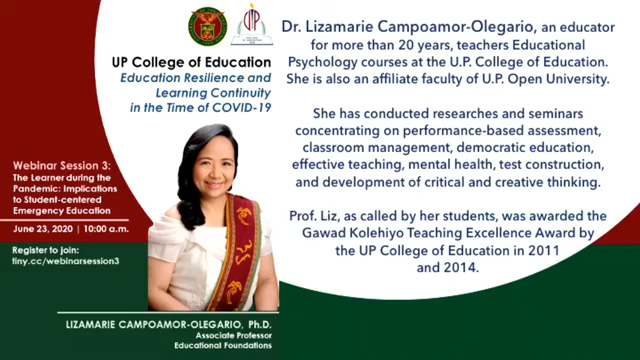 UP College of Education
Education Resilience and
Learning Continuity
in the Time of COVID-19
Webinar Session 3:
The Learner during the
Pandemic: Implications
to Student-centered
Emergency Education
June 23, 2020 | 10:00 a.m.
Register to join:
tiny.cc/webinarsession3
LIZAMARIE CAMPOAMOR-OLEGARIO, Ph.D.
Associate Professor
Educational Foundations
Dr. Lizamarie Campoamor-Olegario, an educator
for more than 20 years, teachers Educational
Psychology courses at the U.P. College of Education.
She is also an affiliate faculty of U.P. Open University.
She has conducted researches and seminars
concentrating on performance-based assessment,
classroom management, democratic education,
effective teaching, mental health, test construction,
and development of critical and creative thinking.
Prof. Liz, as called by her students, was awarded the
Gawad Kolehiyo Teaching Excellence Award by
the UP College of Education in 2011
and 2014.